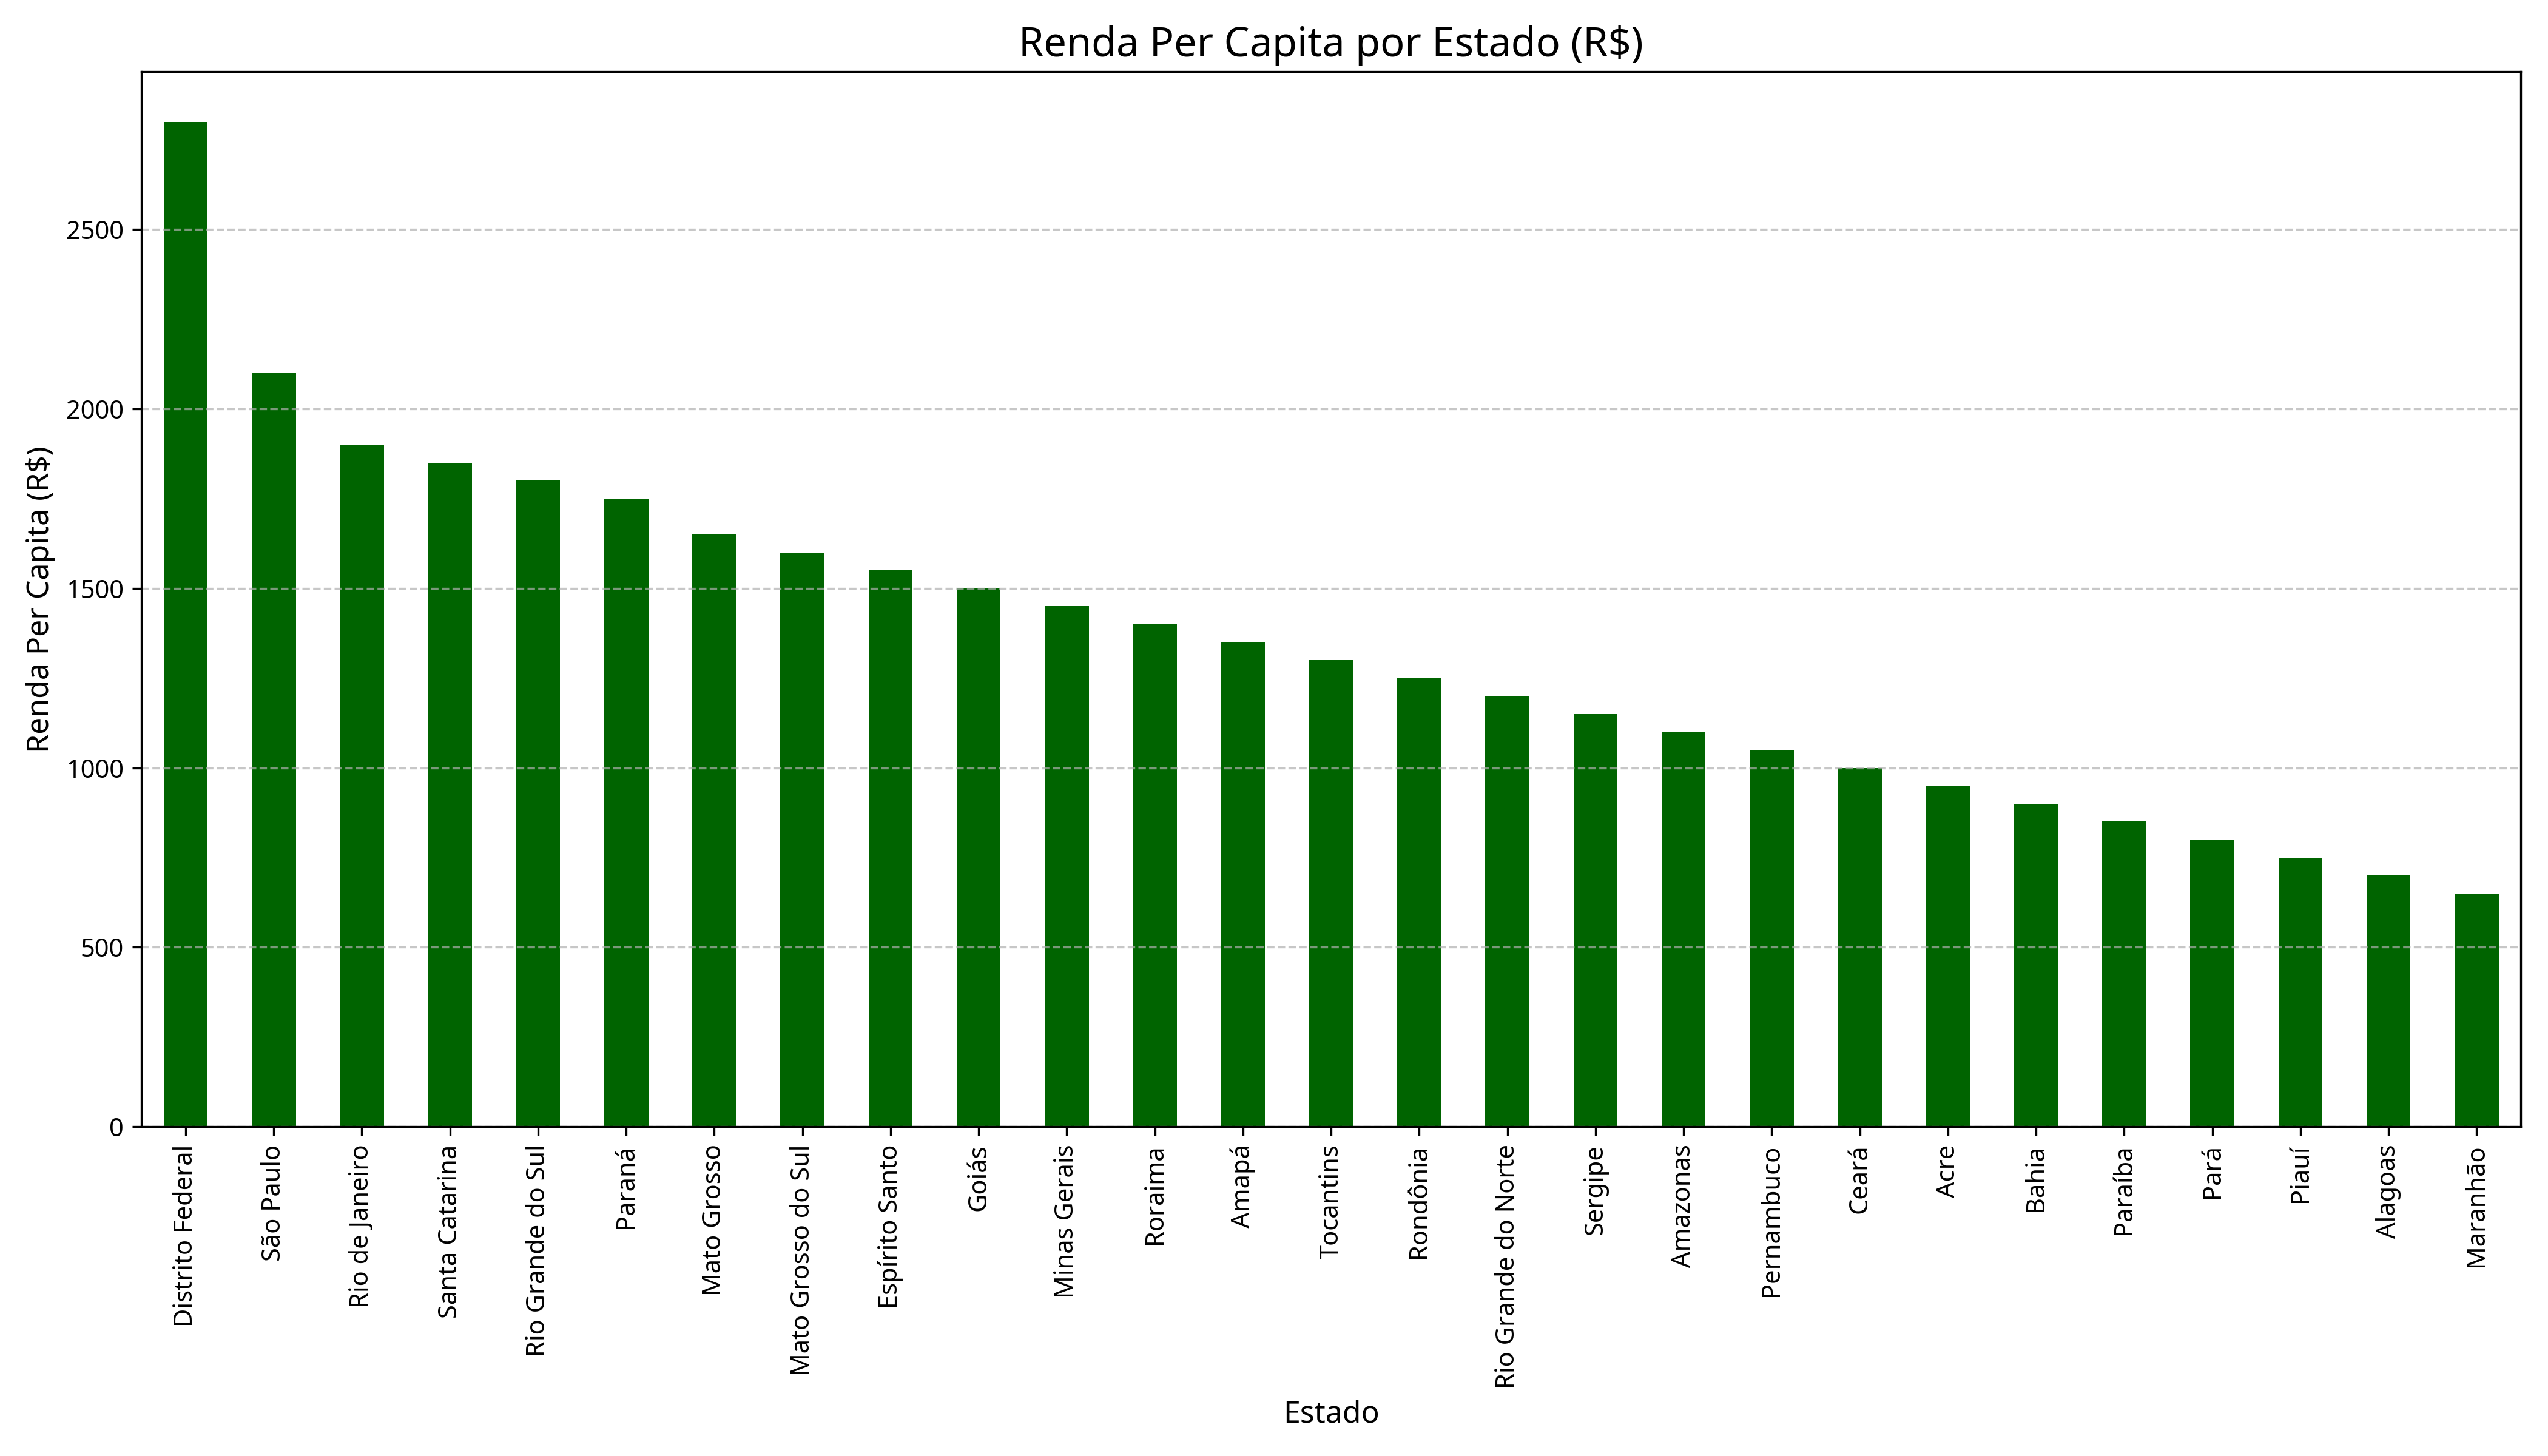 Renda Per Capita por Estado (R$)
Renda Per Capita (R$)
2500
2000
1500
1000
500
0
Distrito Federal
São Paulo
Rio de Janeiro
Santa Catarina
Rio Grande do Sul
Paraná
Mato Grosso
Mato Grosso do Sul
Espírito Santo
Goiás
Minas Gerais
Roraima
Amapá
Tocantins
Rondônia
Rio Grande do Norte
Sergipe
Amazonas
Pernambuco
Ceará
Acre
Bahia
Paraíba
Pará
Piauí
Alagoas
Maranhão
Estado